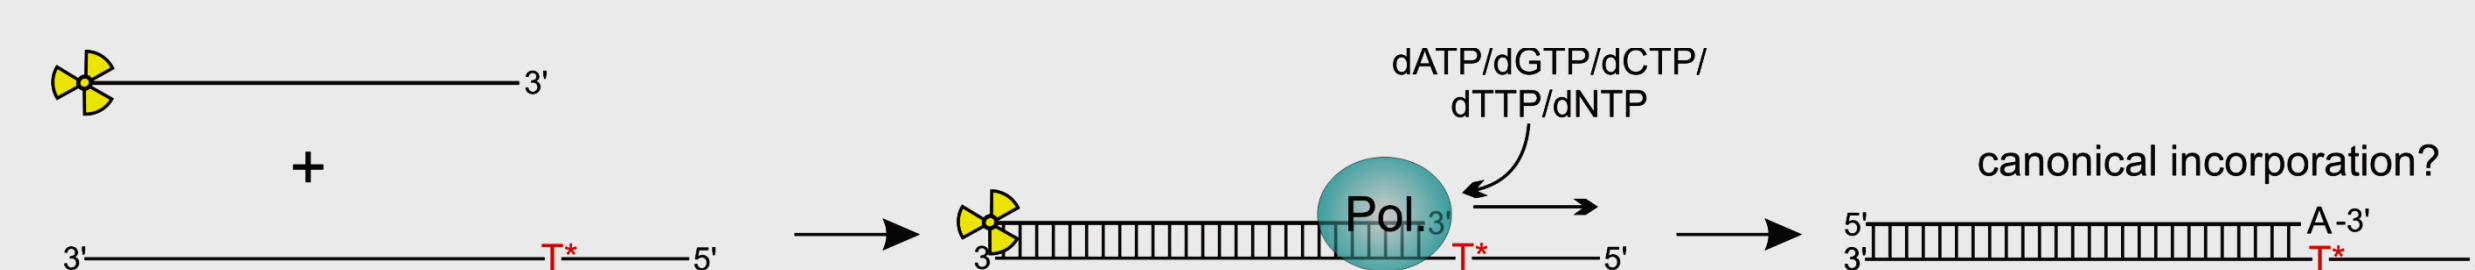 3'
+
3' T* 5'
dATP/dGTP/dCTP/
dTTP/dNTP
Pol. 3'
3 T* 5'
canonical incorporation?
5' A-3'
3' T*